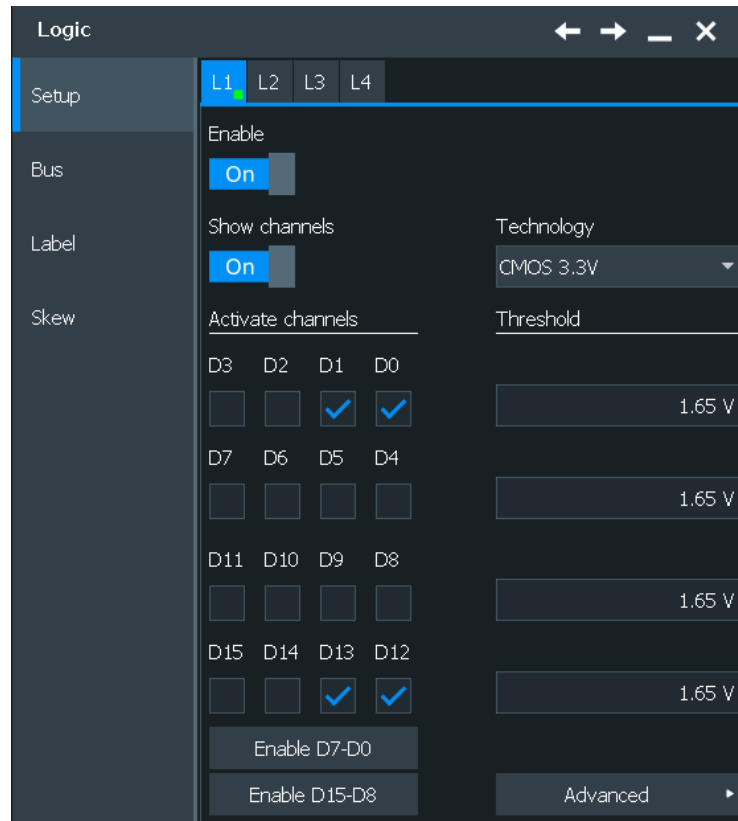 Logic
Setup
Bus
Label
Skew
L1 L2 L3 L4
Enable
On
Show channels
Technology
On
CMOS 3.3V
Activate channels
Threshold
D3 D2 D1 D0
1.65 V
D7 D6 D5 D4
1.65 V
D11 D10 D9 D8
1.65 V
D15 D14 D13 D12
1.65 V
Enable D7-D0
Enable D15-D8
Advanced